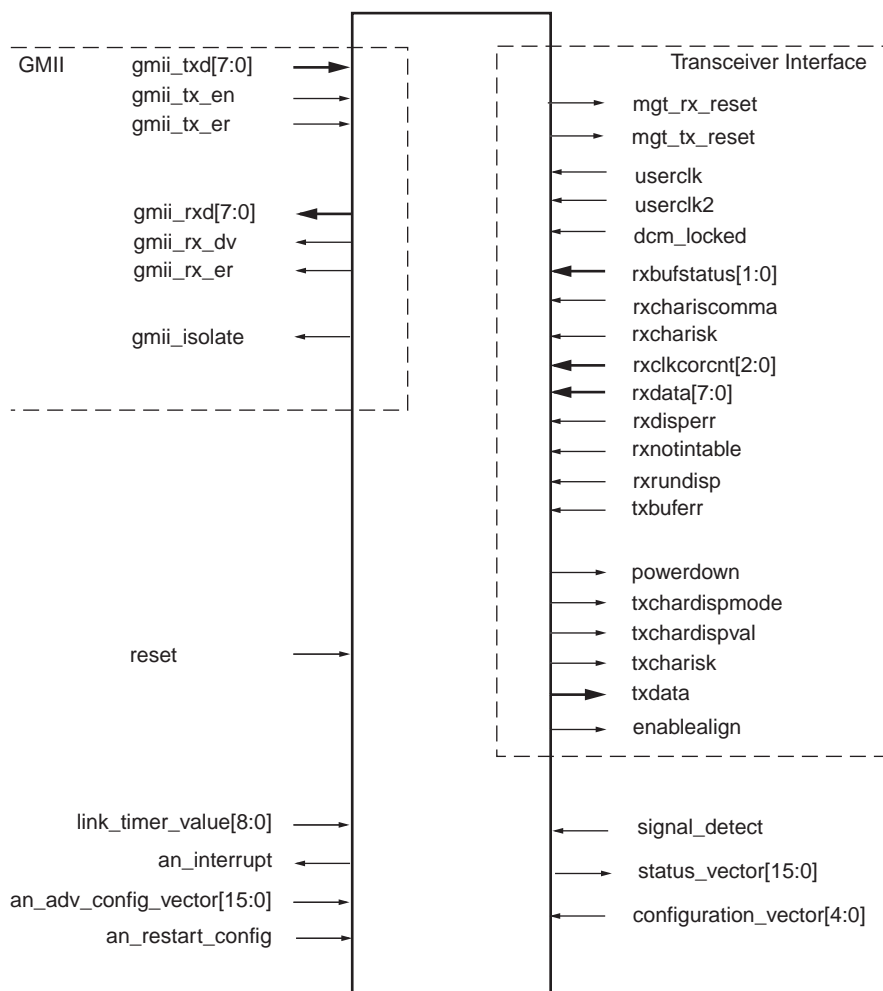 GMII
gmii_txd[7:0]
gmii_tx_en
gmii_tx_er
gmii_rxd[7:0]
gmii_rx_dv
gmii_rx_er
gmii_isolate
reset
link_timer_value[8:0]
an_interrupt
an_adv_config_vector[15:0]
an_restart_config
Transceiver Interface
mgt_rx_reset
mgt_tx_reset
userclk
userclk2
dcm_locked
rxbufstatus[1:0]
rxchariscomma
rxcharisk
rxclkcorcnt[2:0]
rxdata[7:0]
rxdisperr
rxnotintable
rxrundisp
txbuferr
powerdown
txchardispmode
txchardispval
txcharisk
txdata
enablealign
signal_detect
status_vector[15:0]
configuration_vector[4:0]